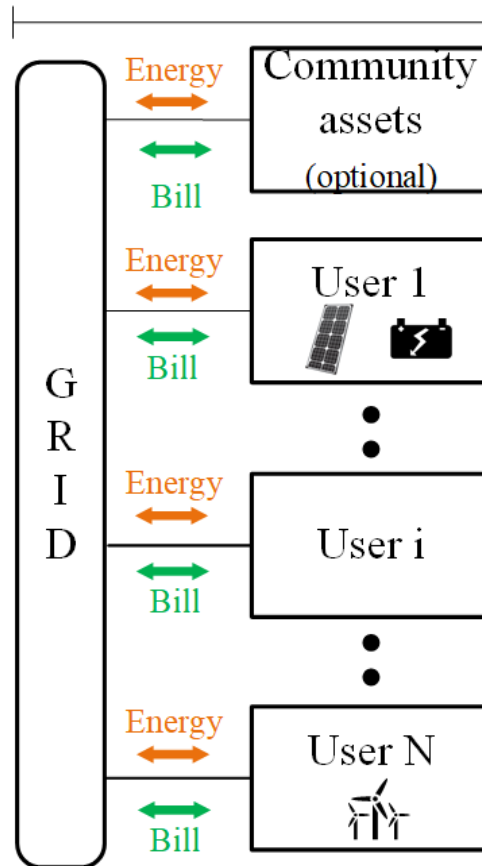 Energy
Community
assets
(optional)
Bill
Energy
User 1
Bill
G
R
I
D
Energy
User i
Bill
Energy
User N
Bill